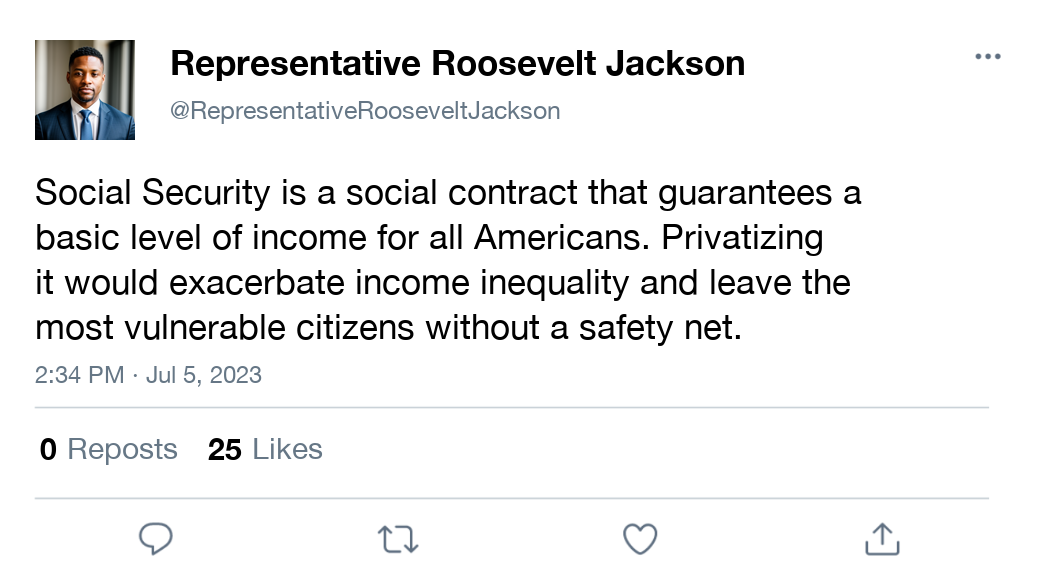 Representative Roosevelt Jackson
@RepresentativeRooseveltJackson
Social Security is a social contract that guarantees a
basic level of income for all Americans. Privatizing
it would exacerbate income inequality and leave the
most vulnerable citizens without a safety net.
2:34 PM · Jul 5, 2023
0 Reposts 25 Likes